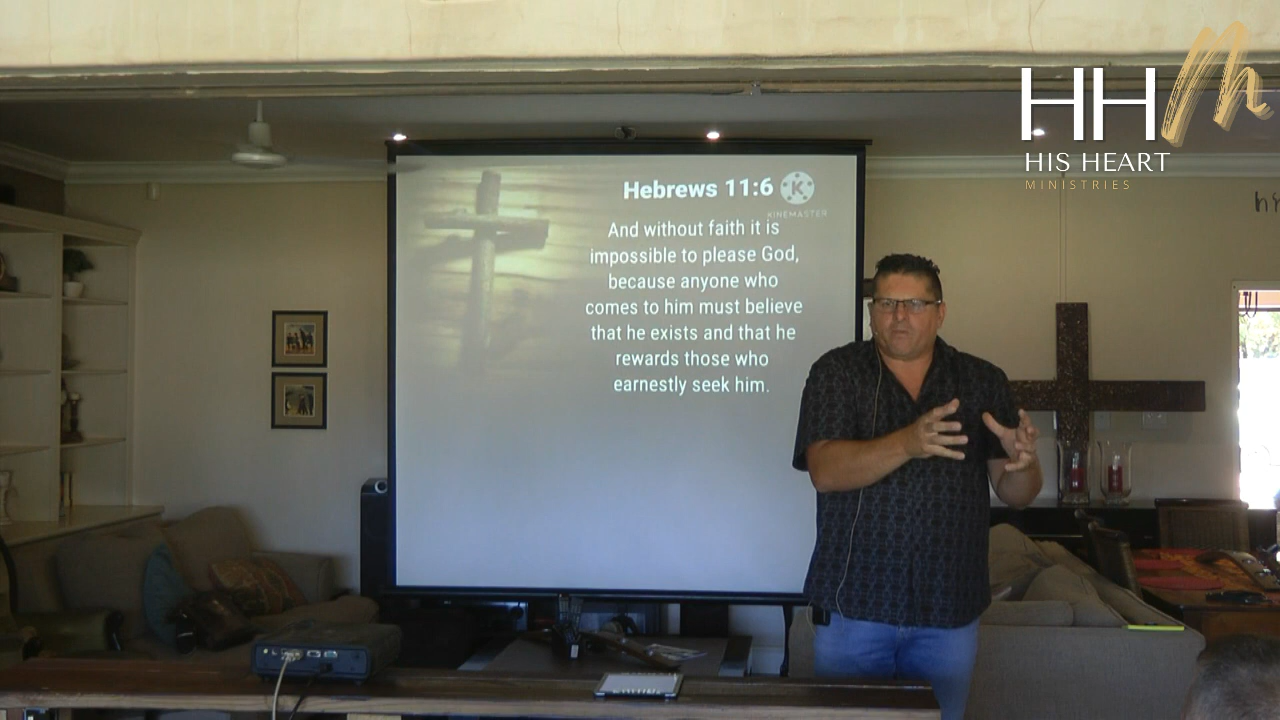 HH
HIS HEART
MINISTRIES
Hebrews 11:6
K
KINEMASTER
And without faith it is
impossible to please God,
because anyone who
comes to him must believe
that he exists and that he
rewards those who
earnestly seek him.